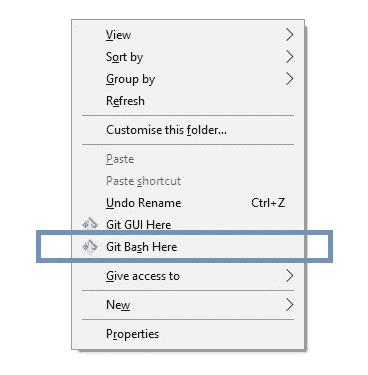 View
Sort by
Group by
Refresh
Customise this folder...
Paste
Paste shortcut
Undo Rename Ctrl+Z
Git GUI Here
Git Bash Here
Give access to
New
Properties